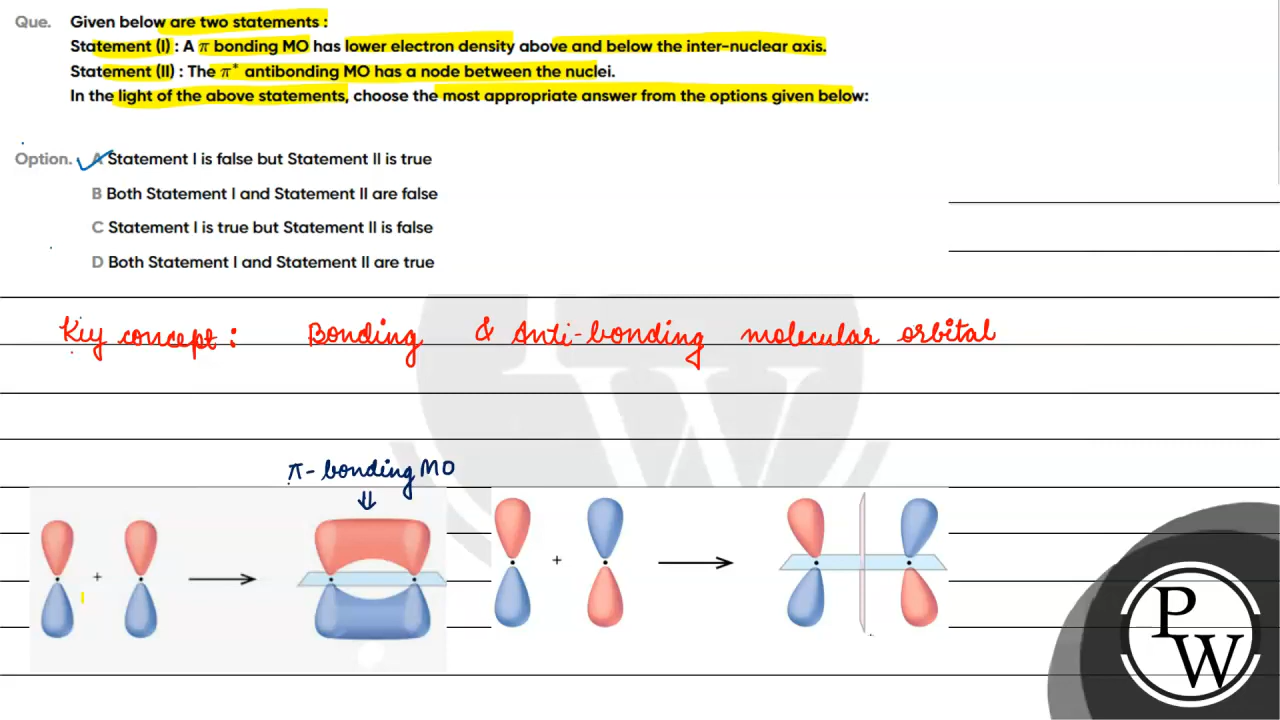 Que. Given below are two statements :
Statement (I) : A π bonding MO has lower electron density above and below the inter-nuclear axis.
Statement (II) : The π* antibonding MO has a node between the nuclei.
In the light of the above statements, choose the most appropriate answer from the options given below:
Option. A Statement I is false but Statement II is true
B Both Statement I and Statement II are false
C Statement I is true but Statement II is false
D Both Statement I and Statement II are true
Key concept : Bonding & Anti-bonding molecular orbital
π- bonding MO
+
+
P
W
W